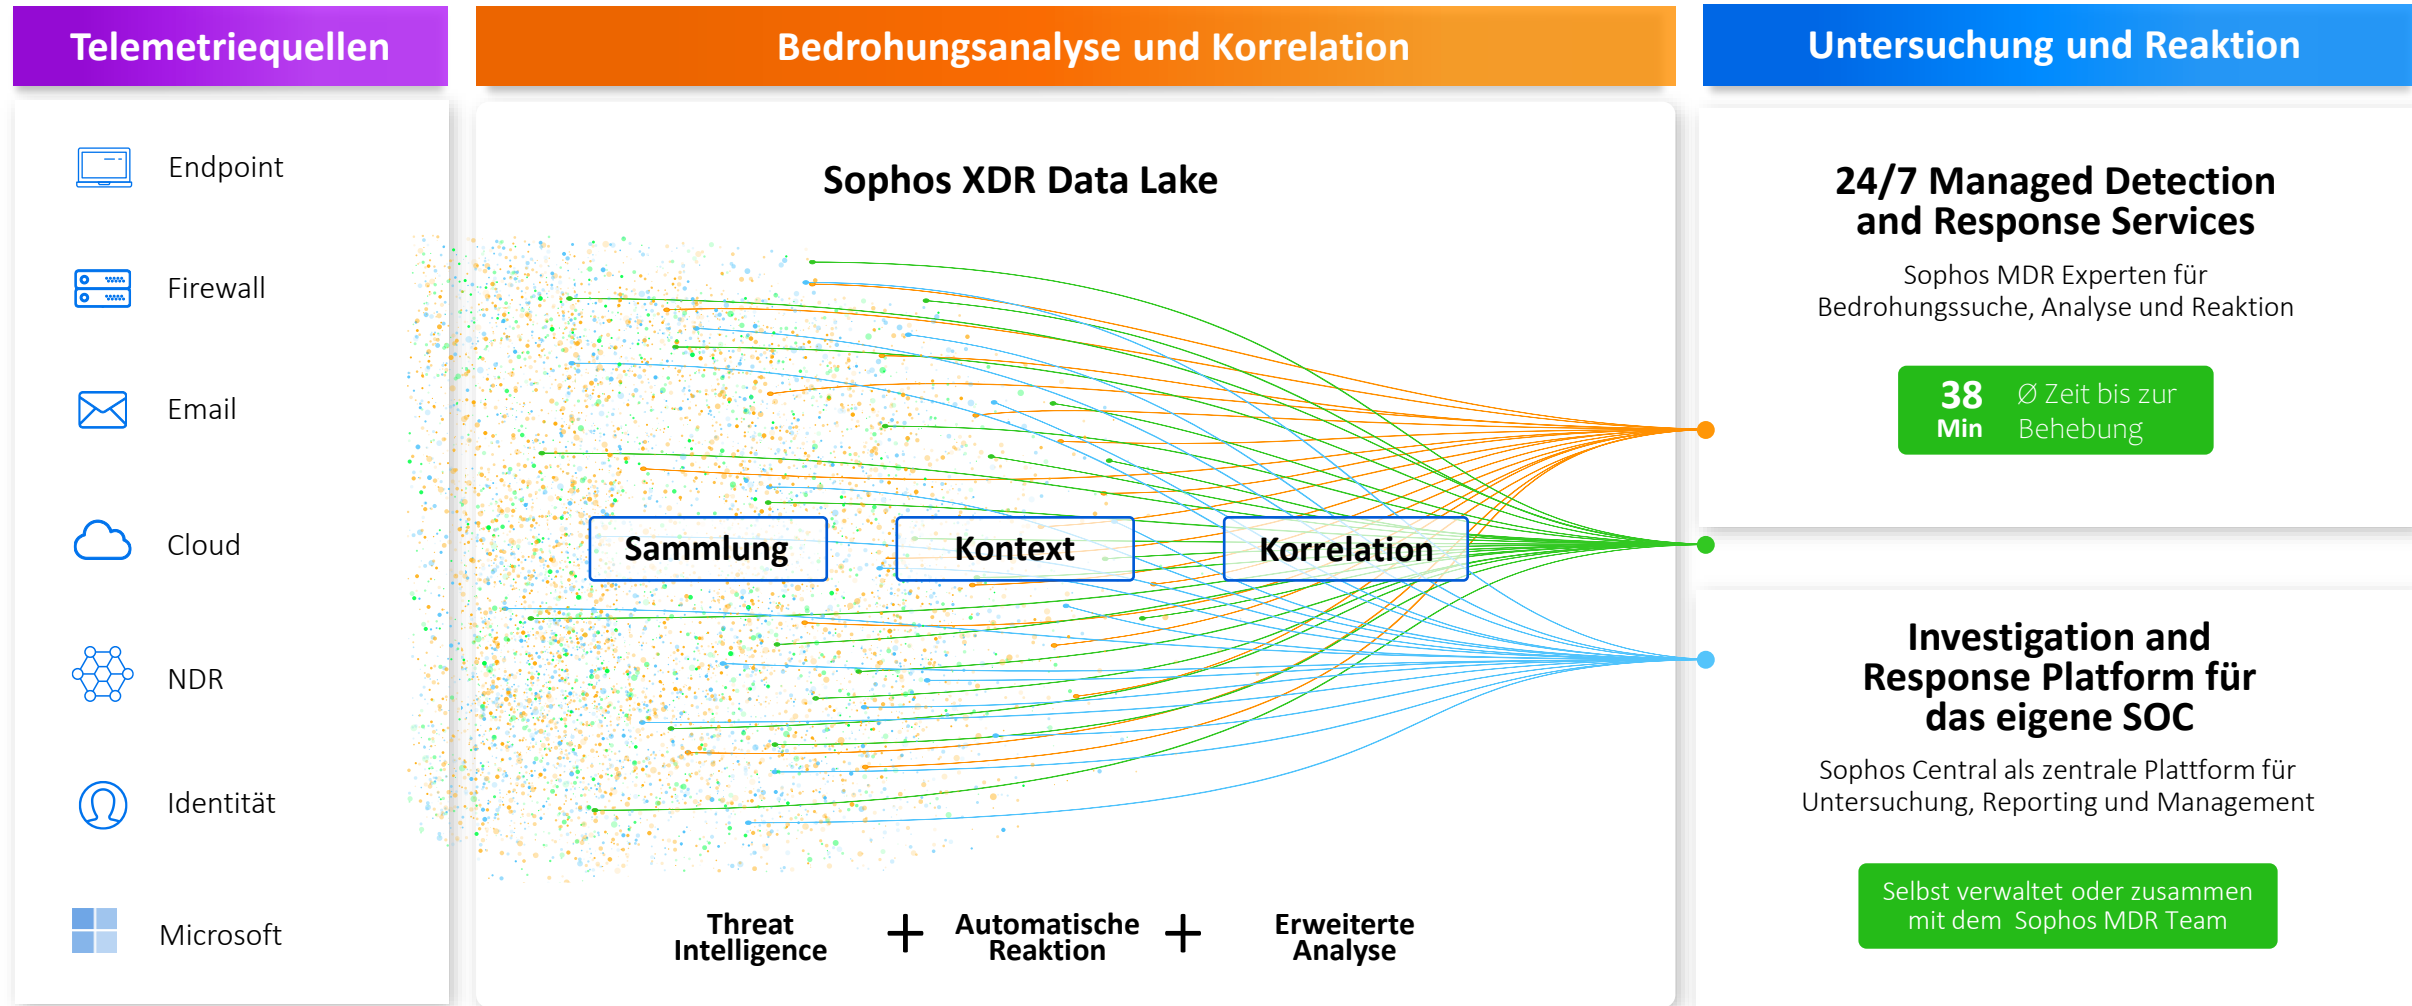 Telemetriequellen
Endpoint
Firewall
Email
Cloud
NDR
Identität
Microsoft
Bedrohungsanalyse und Korrelation
Sophos XDR Data Lake
Sammlung
Kontext
Korrelation
Threat
Intelligence
+
Automatische
Reaktion
+
Erweiterte
Analyse
Untersuchung und Reaktion
24/7 Managed Detection
and Response Services
Sophos MDR Experten für
Bedrohungssuche, Analyse und Reaktion
38
Min
Ø Zeit bis zur
Behebung
Investigation and
Response Platform für
das eigene SOC
Sophos Central als zentrale Plattform für
Untersuchung, Reporting und Management
Selbst verwaltet oder zusammen
mit dem Sophos MDR Team